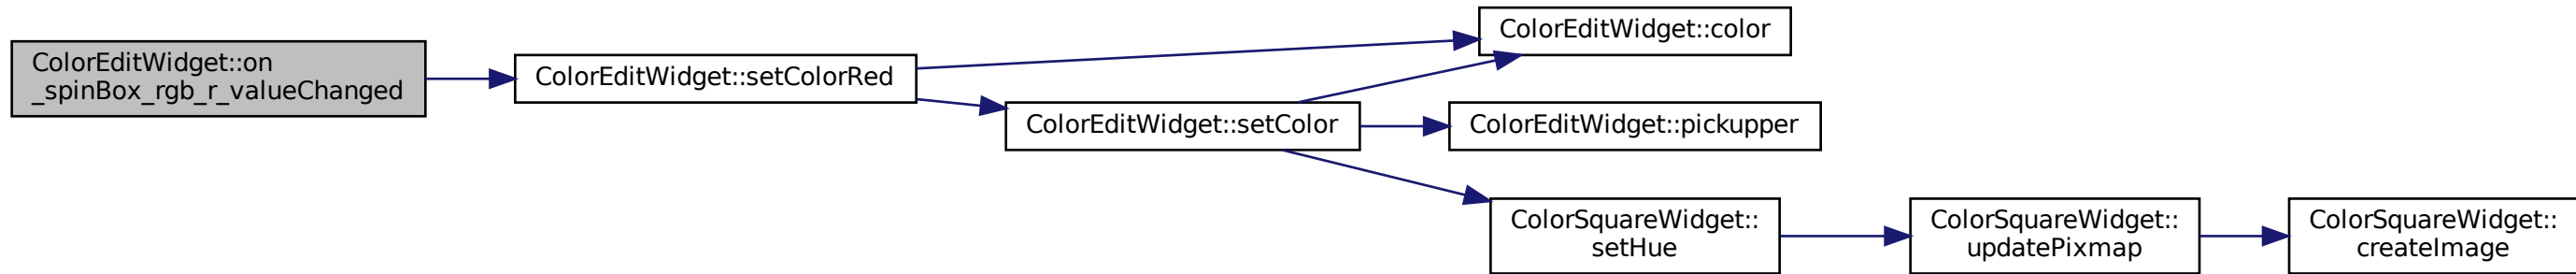 ColorEditWidget::on
_spinBox_rgb_r_valueChanged
ColorEditWidget::setColorRed
ColorEditWidget::color
ColorEditWidget::setColor
ColorEditWidget::pickupper
ColorSquareWidget::
setHue
ColorSquareWidget::
updatePixmap
ColorSquareWidget::
createImage